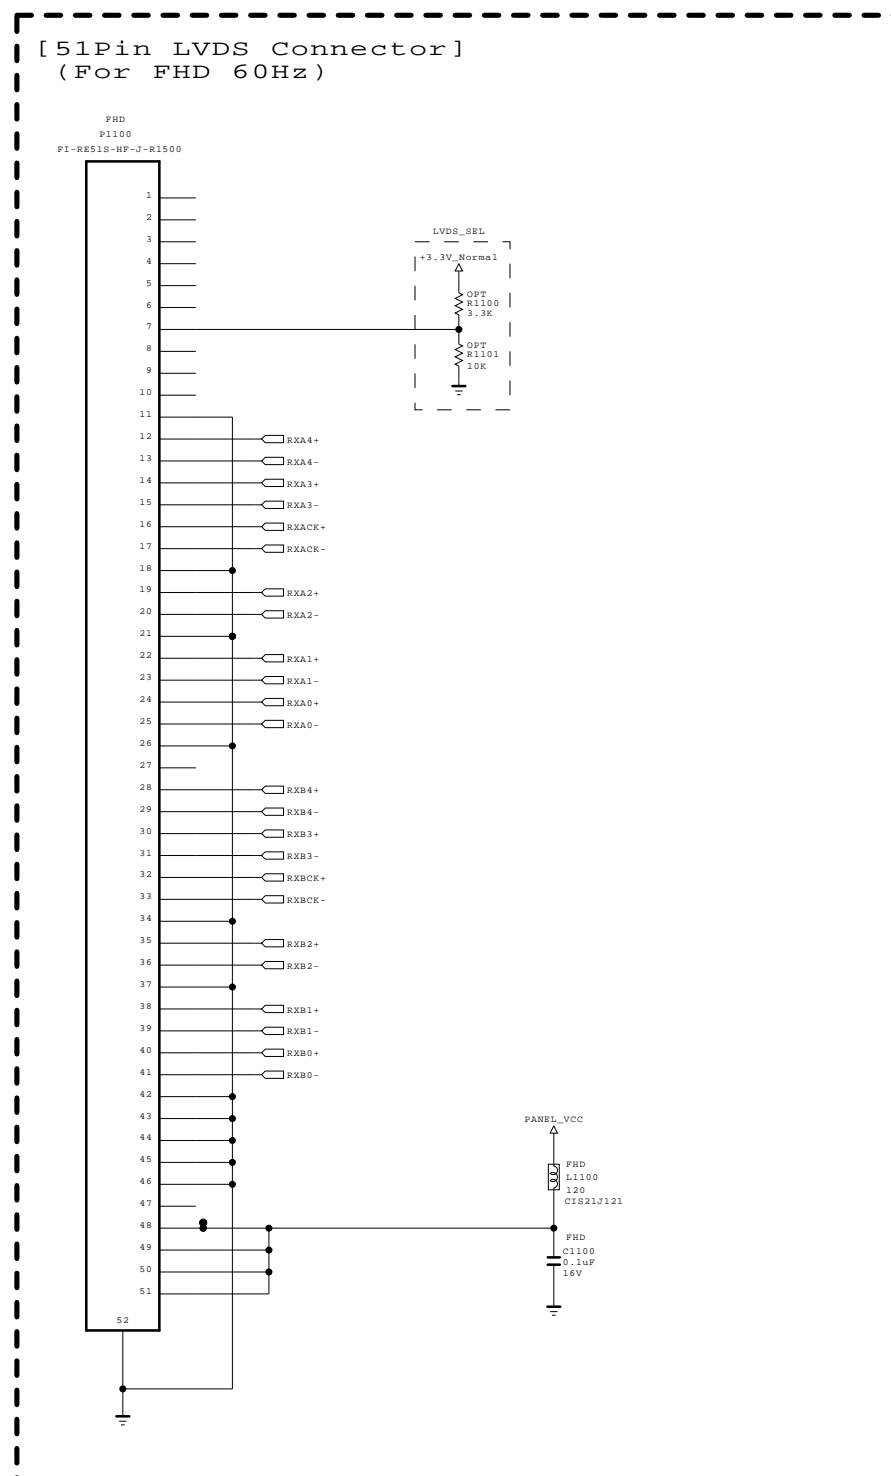 [51Pin LVDS Connector]
(For FHD 60Hz)
FHD
P1100
FI-RE51S-HF-J-R1500
1
2
3
4
5
6
7
8
9
10
11
12
13
14
15
16
17
18
19
20
21
22
23
24
25
26
27
28
29
30
31
32
33
34
35
36
37
38
39
40
41
42
43
44
45
46
47
48
49
50
51
52
LVDS_SEL
+3.3V_Normal
OPT
R1100
3.3K
OPT
R1101
10K
RXA4+
RXA4-
RXA3+
RXA3-
RXACK+
RXACK-
RXA2+
RXA2-
RXA1+
RXA1-
RXA0+
RXA0-
RXB4+
RXB4-
RXB3+
RXB3-
RXBCK+
RXBCK-
RXB2+
RXB2-
RXB1+
RXB1-
RXB0+
RXB0-
PANEL_VCC
FHD
L1100
120
CIS21J121
FHD
C1100
0.1uF
16V